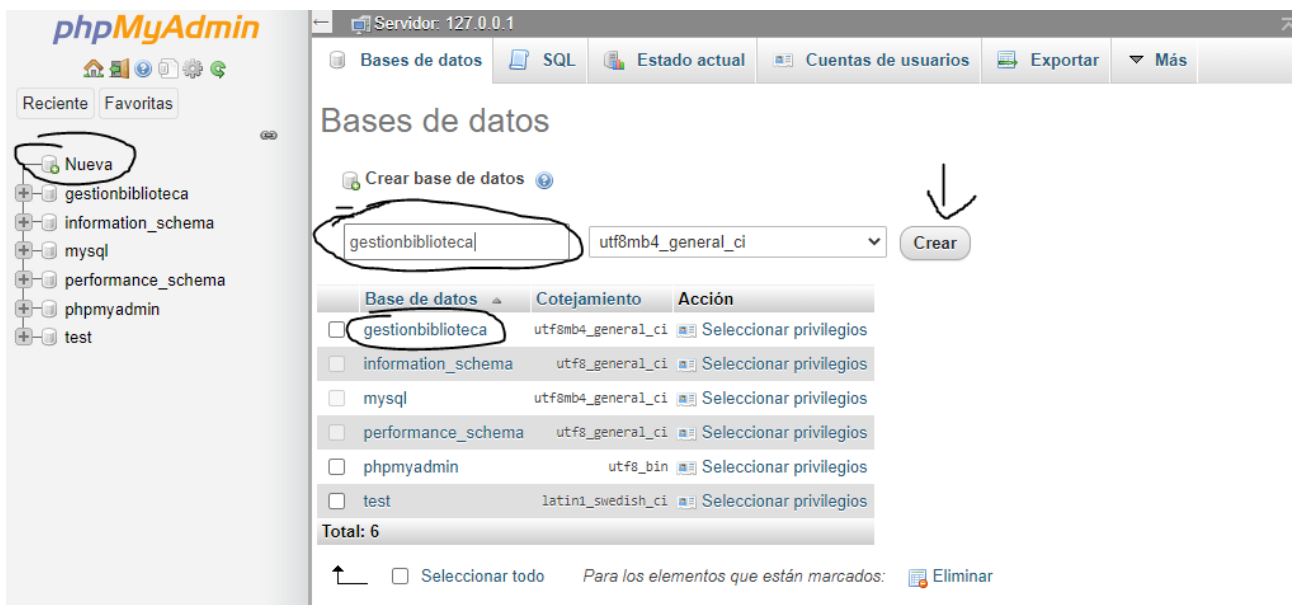 phpMyAdmin
Reciente Favoritas
Nueva
gestionbiblioteca
information_schema
mysql
performance_schema
phpmyadmin
test
Servidor: 127.0.0.1
Bases de datos SQL Estado actual Cuentas de usuarios Exportar Más
Bases de datos
Crear base de datos
gestionbiblioteca utf8mb4_general_ci Crear
Base de datos Cotejamiento Acción
gestionbiblioteca utf8mb4_general_ci Seleccionar privilegios
information_schema utf8_general_ci Seleccionar privilegios
mysql utf8mb4_general_ci Seleccionar privilegios
performance_schema utf8_general_ci Seleccionar privilegios
phpmyadmin utf8_bin Seleccionar privilegios
test latin1_swedish_ci Seleccionar privilegios
Total: 6
Seleccionar todo Para los elementos que están marcados: Eliminar